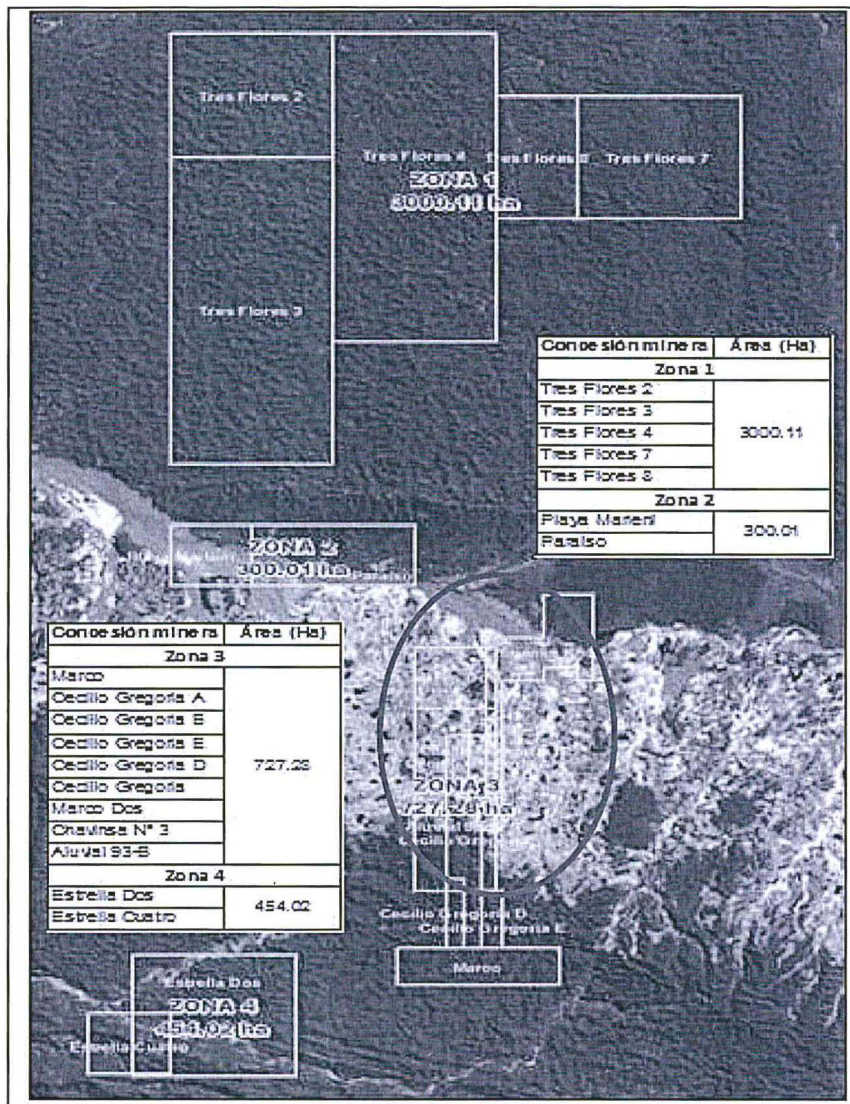 Tres Flores 2
Tres Flores 4
Tres Flores 8
Tres Flores 7
ZONA 1
3000.11 ha
Tres Flores 3
Concesión minera Área (Ha)
Zona 1
Tres Flores 2
Tres Flores 3
Tres Flores 4
Tres Flores 7
Tres Flores 8
3000.11
Zona 2
Playa Marieni
Paraíso
300.01
ZONA 2
300.01 ha
Paraíso
Concesión minera Área (Ha)
Zona 3
Marco
Cecilio Gregoria A
Cecilio Gregoria B
Cecilio Gregoria E
Cecilio Gregoria D
Cecilio Gregoria
Marco Dos
Chavinsa N° 3
Aluvial 93-B
727.28
Zona 4
Estrella Dos
Estrella Cuatro
454.02
ZONA 3
727.28 ha
Cecilio Gregoria D
Cecilio Gregoria E
Marco
Estrella Dos
ZONA 4
454.02 ha
Estrella Cuatro